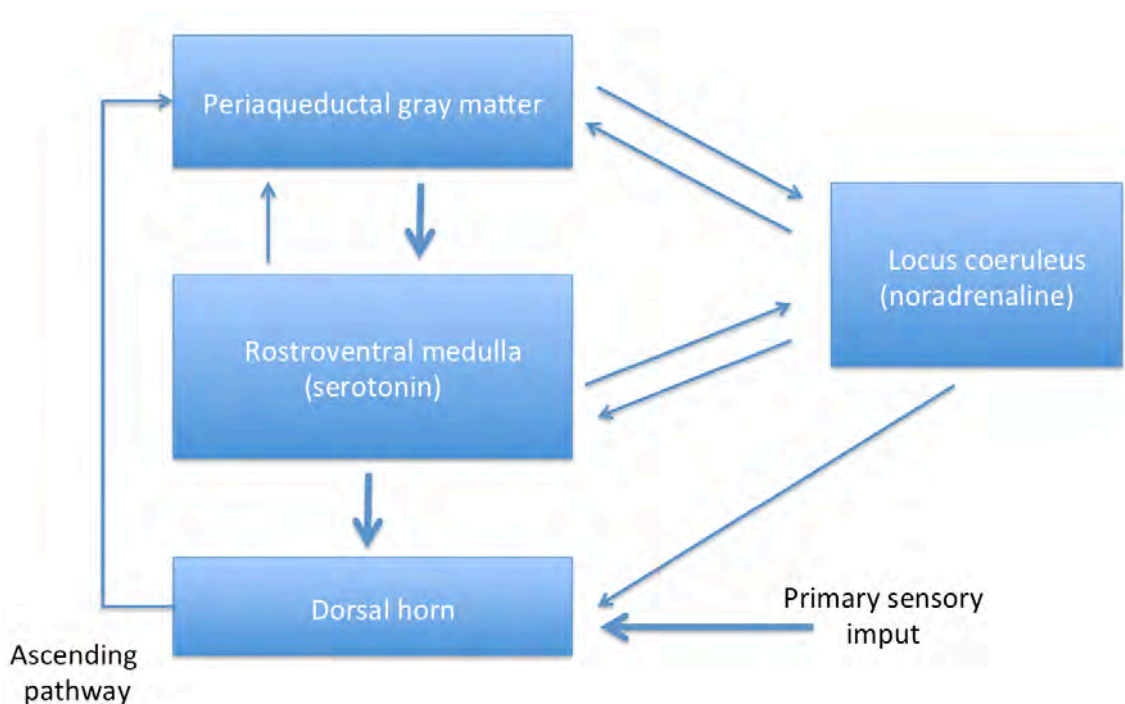 Periaqueductal gray matter
Locus coeruleus
(noradrenaline)
Rostroventral medulla
(serotonin)
Dorsal horn
Primary sensory
imput
Ascending
pathway